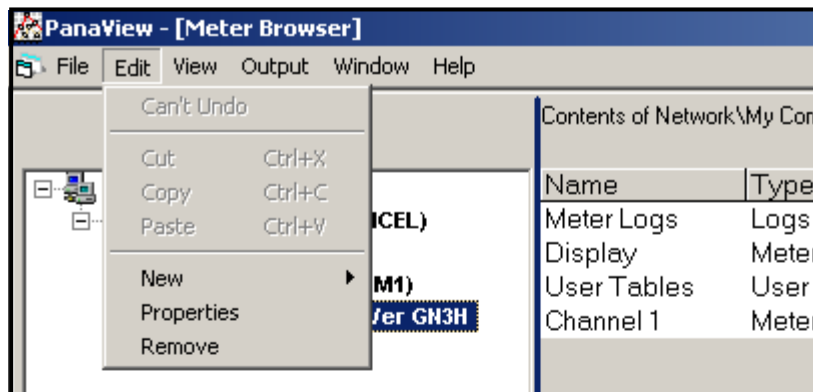 PanaView - [Meter Browser]
File Edit View Output Window Help
Can't Undo
Cut Ctrl+X
Copy Ctrl+C
Paste Ctrl+V
New
Properties
Remove
ICEL)
M1)
Ver GN3H
Contents of Network\My Com
Name Type
Meter Logs Logs
Display Meter
User Tables User
Channel 1 Meter